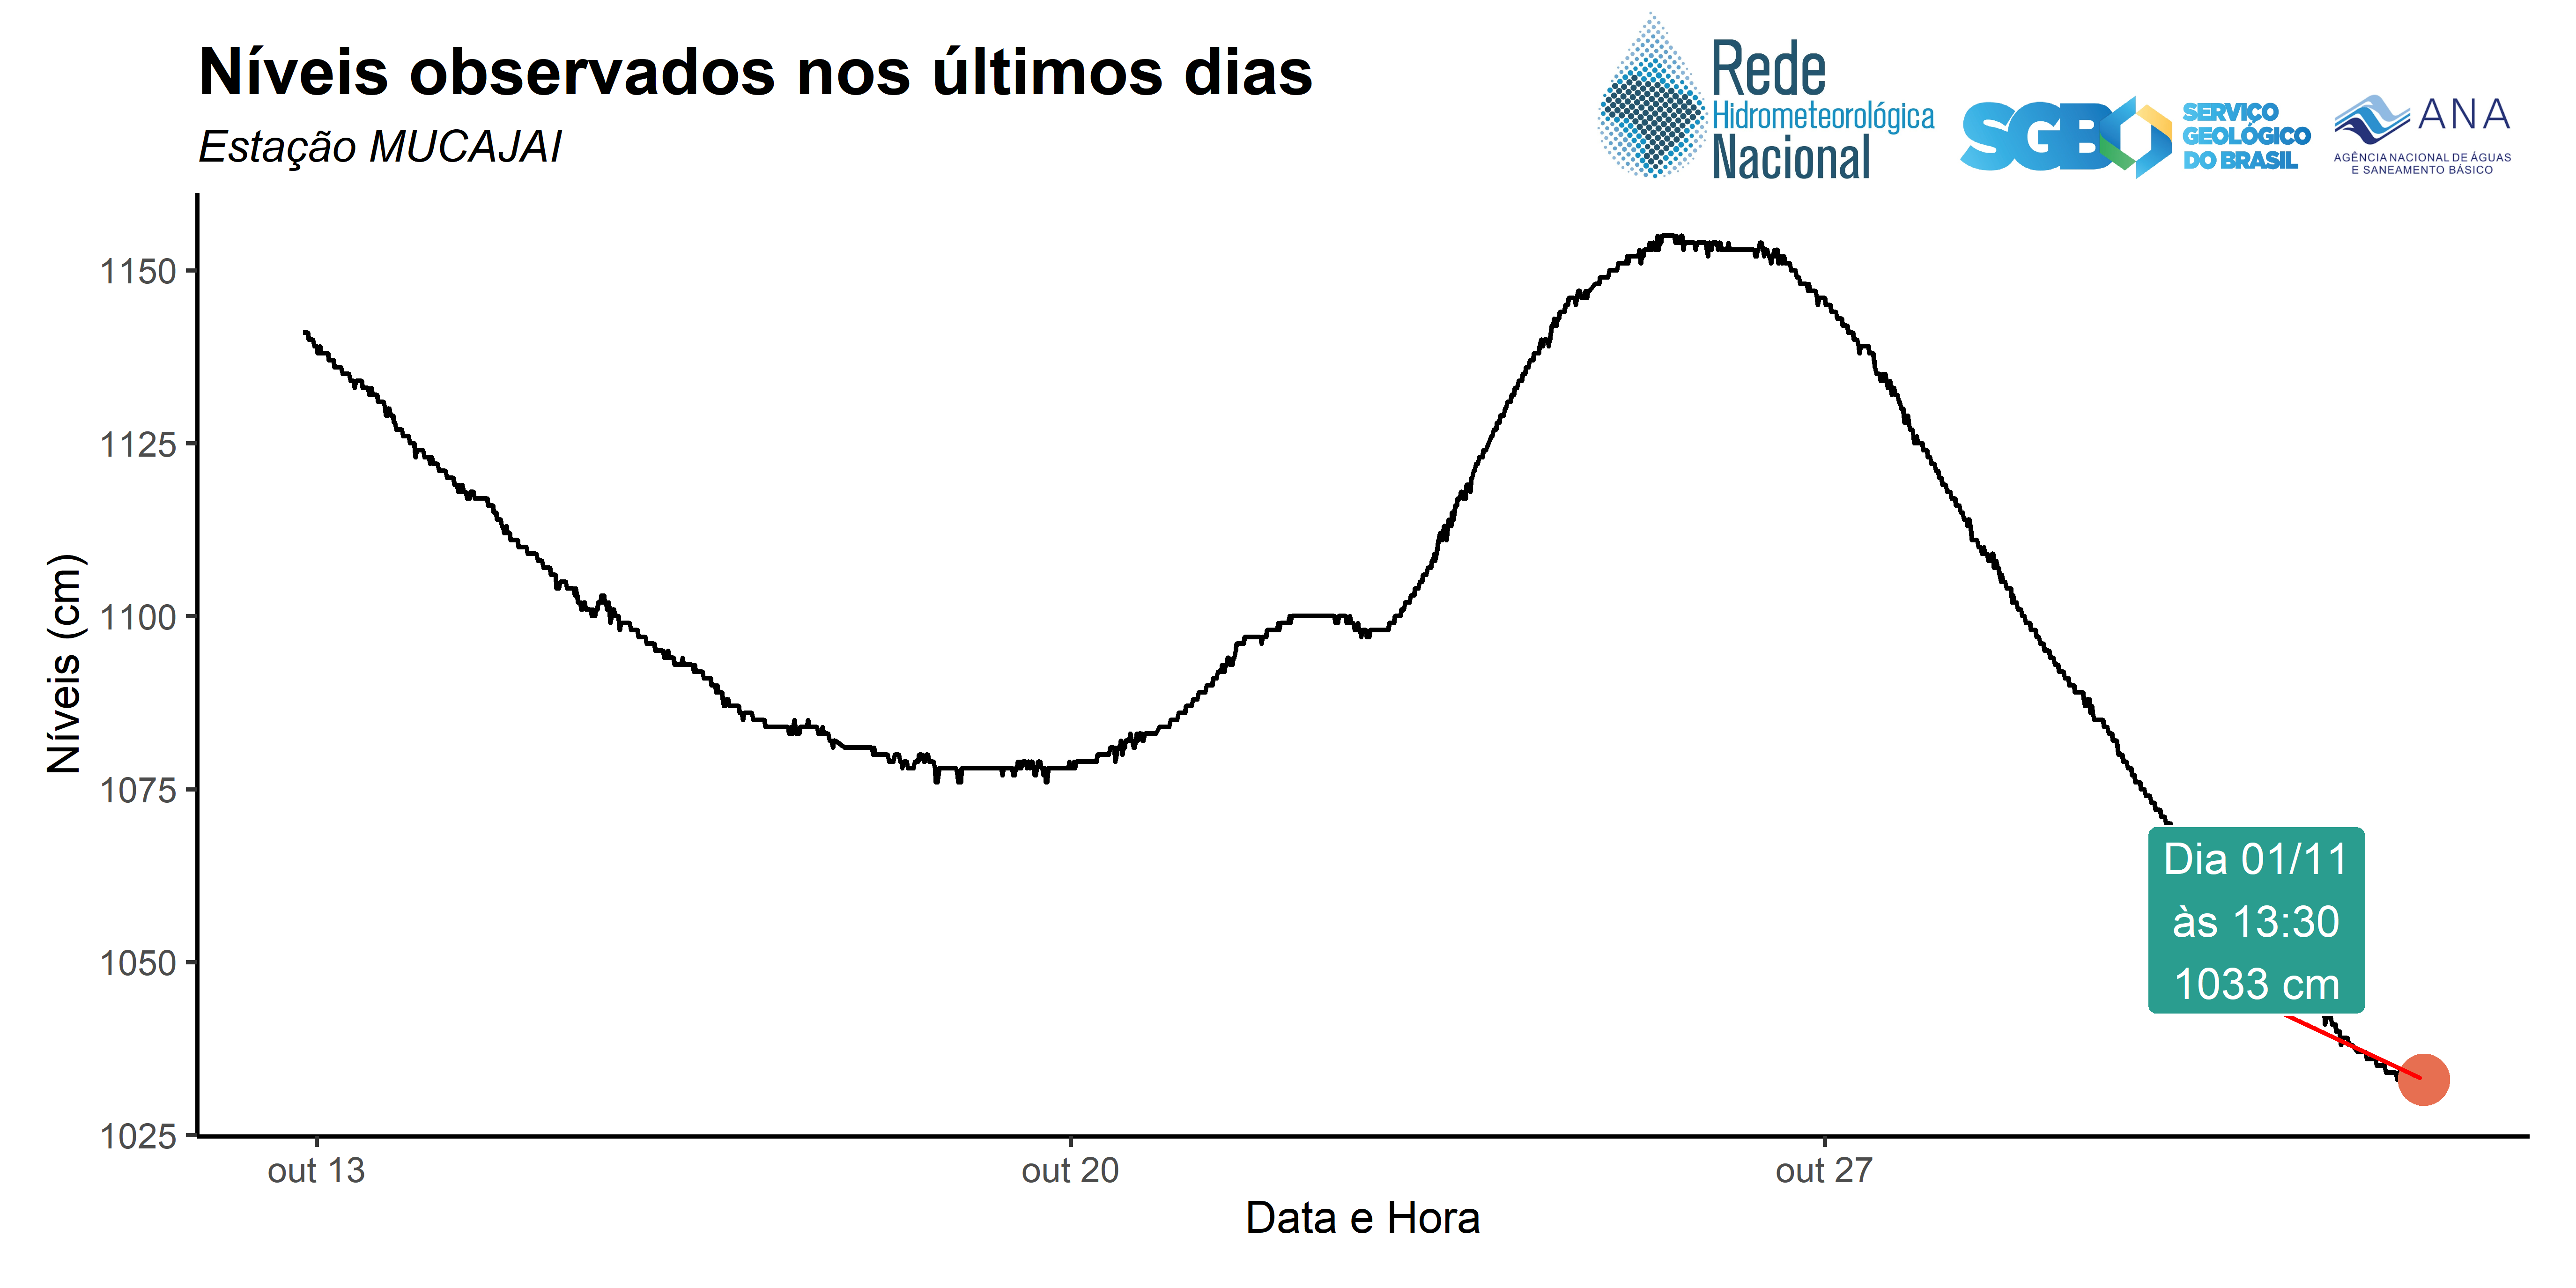 Níveis observados nos últimos dias
Estação MUCAJAI
Rede
Hidrometeorológica
Nacional
SGB
SERVIÇO
GEOLÓGICO
DO BRASIL
ANA
AGÊNCIA NACIONAL DE ÁGUAS
E SANEAMENTO BÁSICO
Níveis (cm)
1150
1125
1100
1075
1050
1025
Dia 01/11
às 13:30
1033 cm
out 13
out 20
out 27
Data e Hora